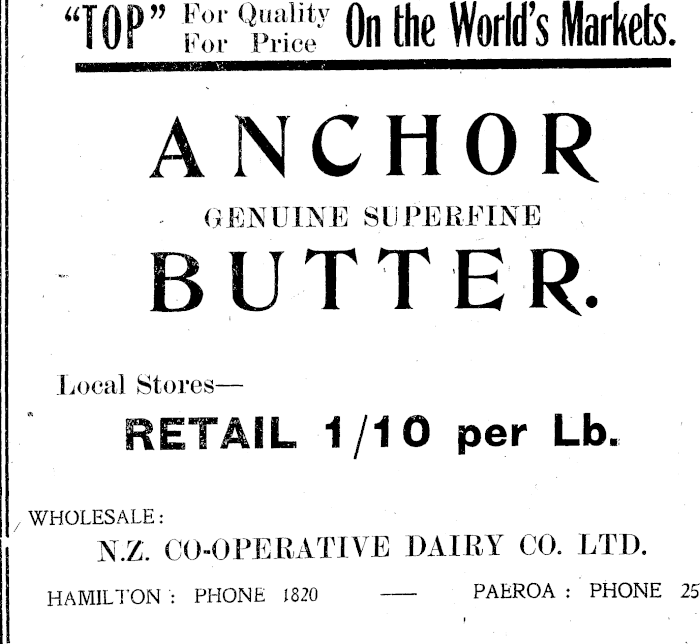 "TOP" For Quality For Price On the World's Markets.
ANCHOR
GENUINE SUPERFINE
BUTTER.
Local Stores—
RETAIL 1/10 per Lb.
WHOLESALE:
N.Z. CO-OPERATIVE DAIRY CO. LTD.
HAMILTON: PHONE 1820 — PAEROA: PHONE 25